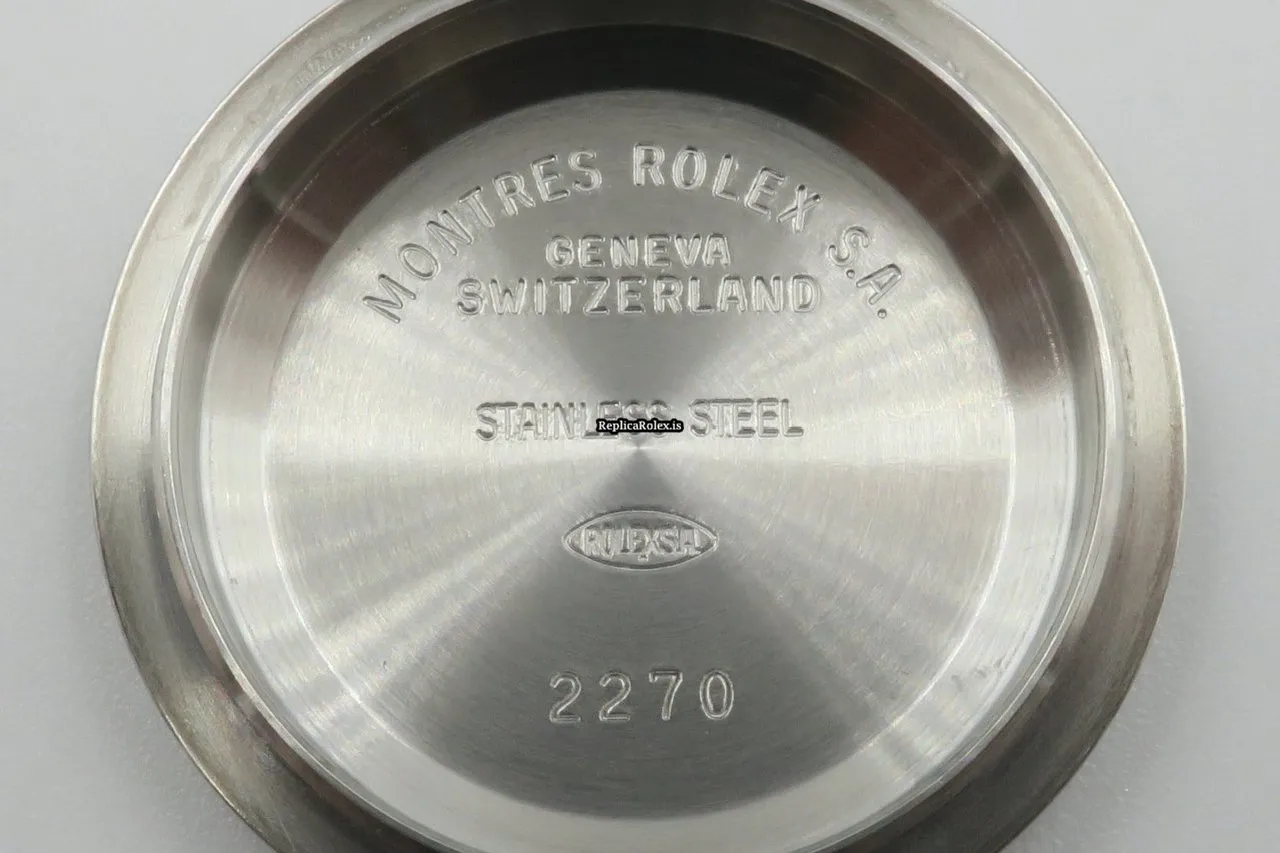 MONTRES ROLEX S.A.
GENEVA
SWITZERLAND
STAINLESS STEEL
ReplicaRolex.is
ROLEX S.A.
2270